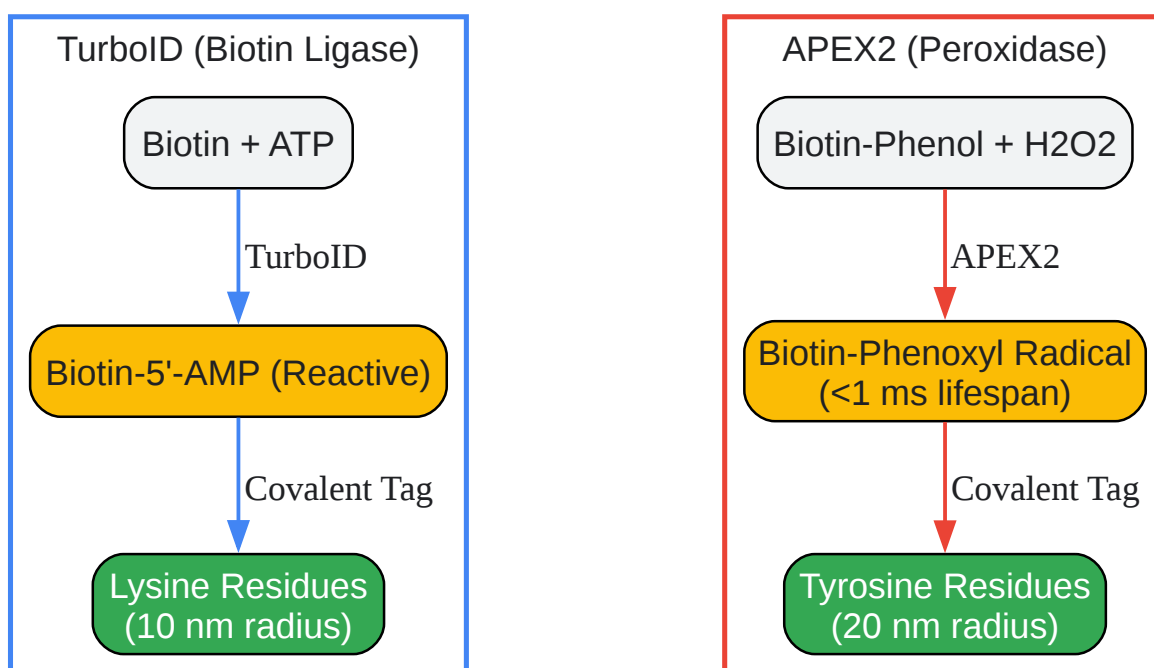 TurboID (Biotin Ligase)
Biotin + ATP
TurboID
Biotin-5'-AMP (Reactive)
Covalent Tag
Lysine Residues
(10 nm radius)
APEX2 (Peroxidase)
Biotin-Phenol + H2O2
APEX2
Biotin-Phenoxyl Radical
(<1 ms lifespan)
Covalent Tag
Tyrosine Residues
(20 nm radius)